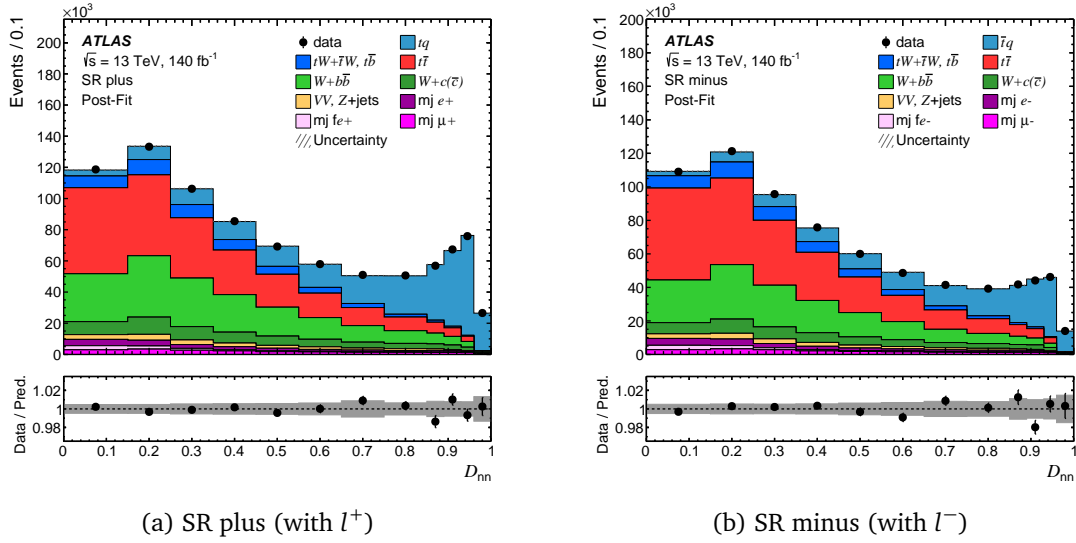 ×10³
Events / 0.1
200
180
160
140
120
100
80
60
40
20
0
ATLAS
√s = 13 TeV, 140 fb⁻¹
SR plus
Post-Fit
data
tq
tW+t̄W, tb̄
tt̄
W+bb̄
W+c(c̄)
VV, Z+jets
mj e+
mj fe+
mj μ+
Uncertainty
Data / Pred.
1.02
1
0.98
0 0.1 0.2 0.3 0.4 0.5 0.6 0.7 0.8 0.9 1
Dnn
(a) SR plus (with l⁺)
×10³
Events / 0.1
200
180
160
140
120
100
80
60
40
20
0
ATLAS
√s = 13 TeV, 140 fb⁻¹
SR minus
Post-Fit
data
t̄q
tW+t̄W, tb̄
tt̄
W+bb̄
W+c(c̄)
VV, Z+jets
mj e-
mj fe-
mj μ-
Uncertainty
Data / Pred.
1.02
1
0.98
0 0.1 0.2 0.3 0.4 0.5 0.6 0.7 0.8 0.9 1
Dnn
(b) SR minus (with l⁻)